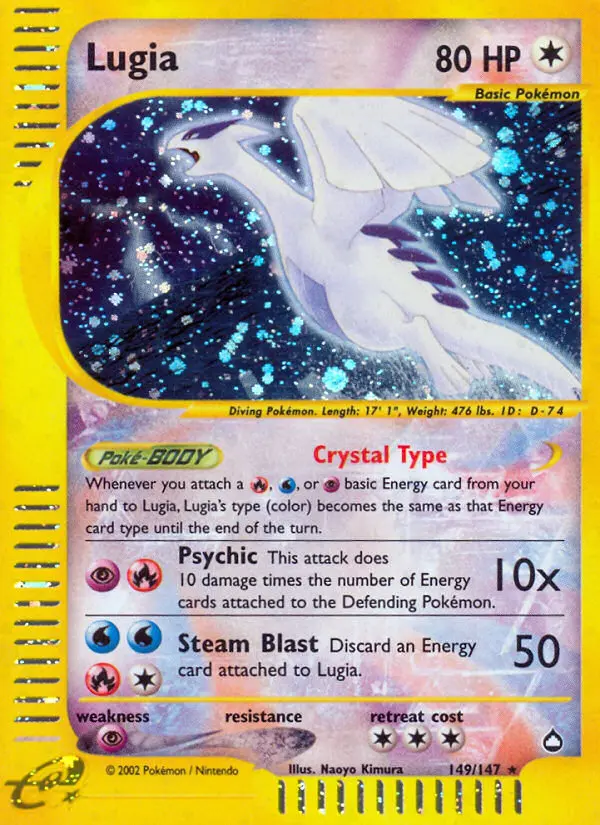 Lugia 80 HP
Basic Pokémon
Diving Pokémon. Length: 17' 1", Weight: 476 lbs. ID: D-74
Poké-BODY Crystal Type
Whenever you attach a , , or basic Energy card from your
hand to Lugia, Lugia's type (color) becomes the same as that Energy
card type until the end of the turn.
Psychic This attack does
10 damage times the number of Energy 10x
cards attached to the Defending Pokémon.
Steam Blast Discard an Energy 50
card attached to Lugia.
weakness resistance retreat cost
© 2002 Pokémon / Nintendo Illus. Naoyo Kimura 149/147 ★